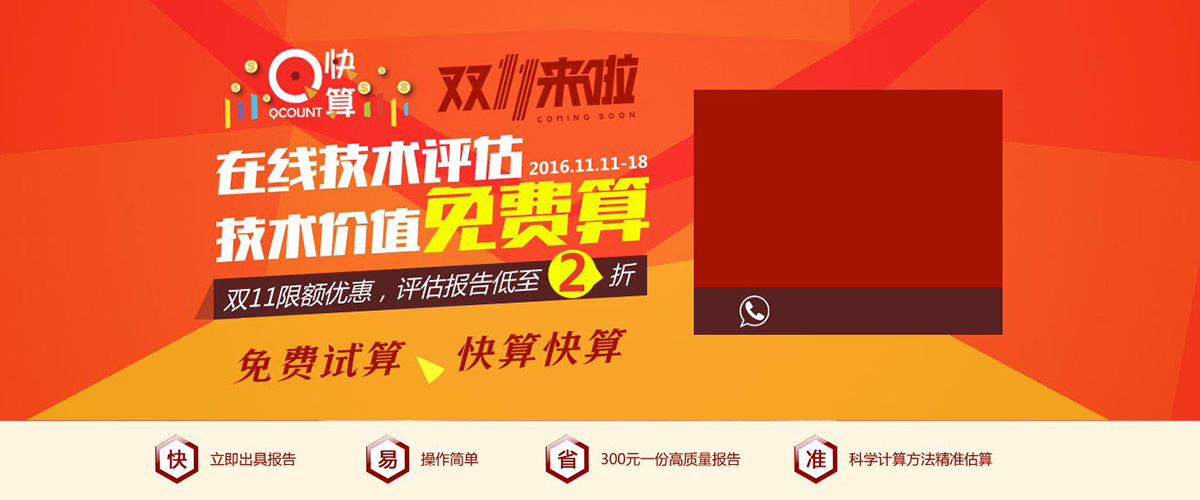 快算
QCOUNT
双11来啦
COMING SOON
在线技术评估 2016.11.11-18
技术价值免费算
双11限额优惠，评估报告低至2折
免费试算 快算快算
快 立即出具报告
易 操作简单
省 300元一份高质量报告
准 科学计算方法精准估算